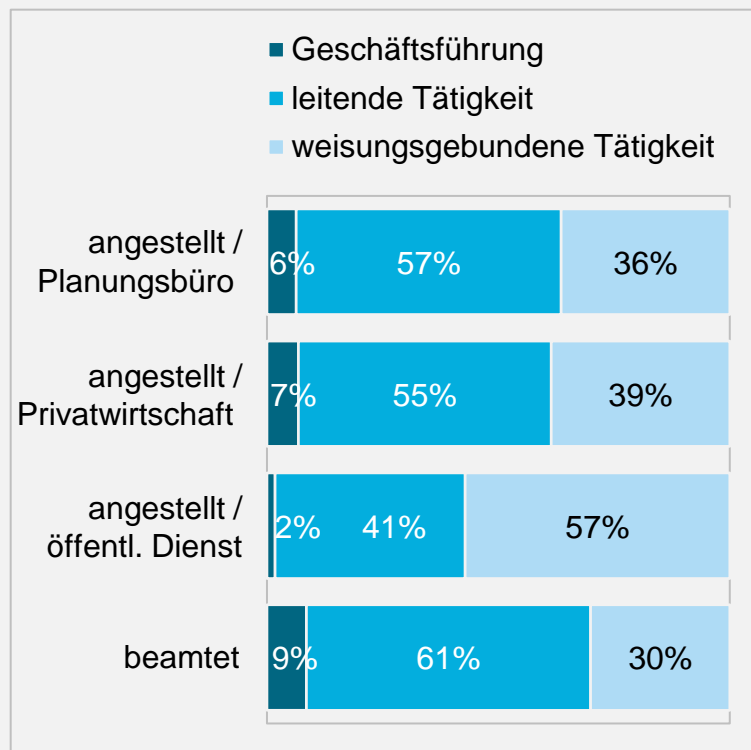 Geschäftsführung
leitende Tätigkeit
weisungsgebundene Tätigkeit
angestellt /
Planungsbüro
6% 57% 36%
angestellt /
Privatwirtschaft
7% 55% 39%
angestellt /
öffentl. Dienst
2% 41% 57%
beamtet
9% 61% 30%